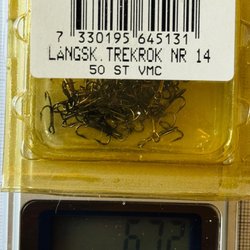 7 330195 645131
LÅNGSK.TREKROK NR 14
50 ST VMC